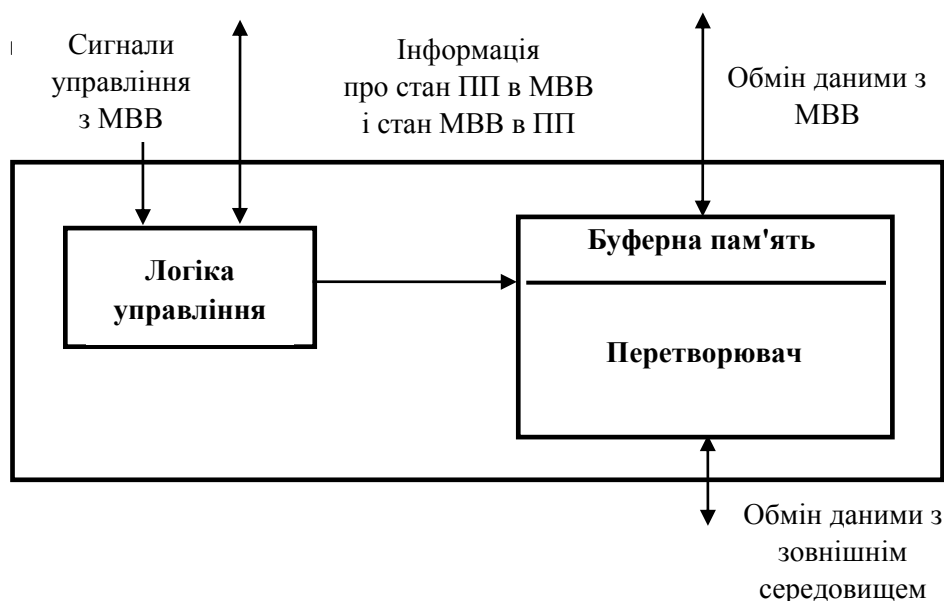 Сигнали
управління
з МВВ
Інформація
про стан ПП в МВВ
і стан МВВ в ПП
Обмін даними з
МВВ
Логіка
управління
Буферна пам'ять
Перетворювач
Обмін даними з
зовнішнім
середовищем